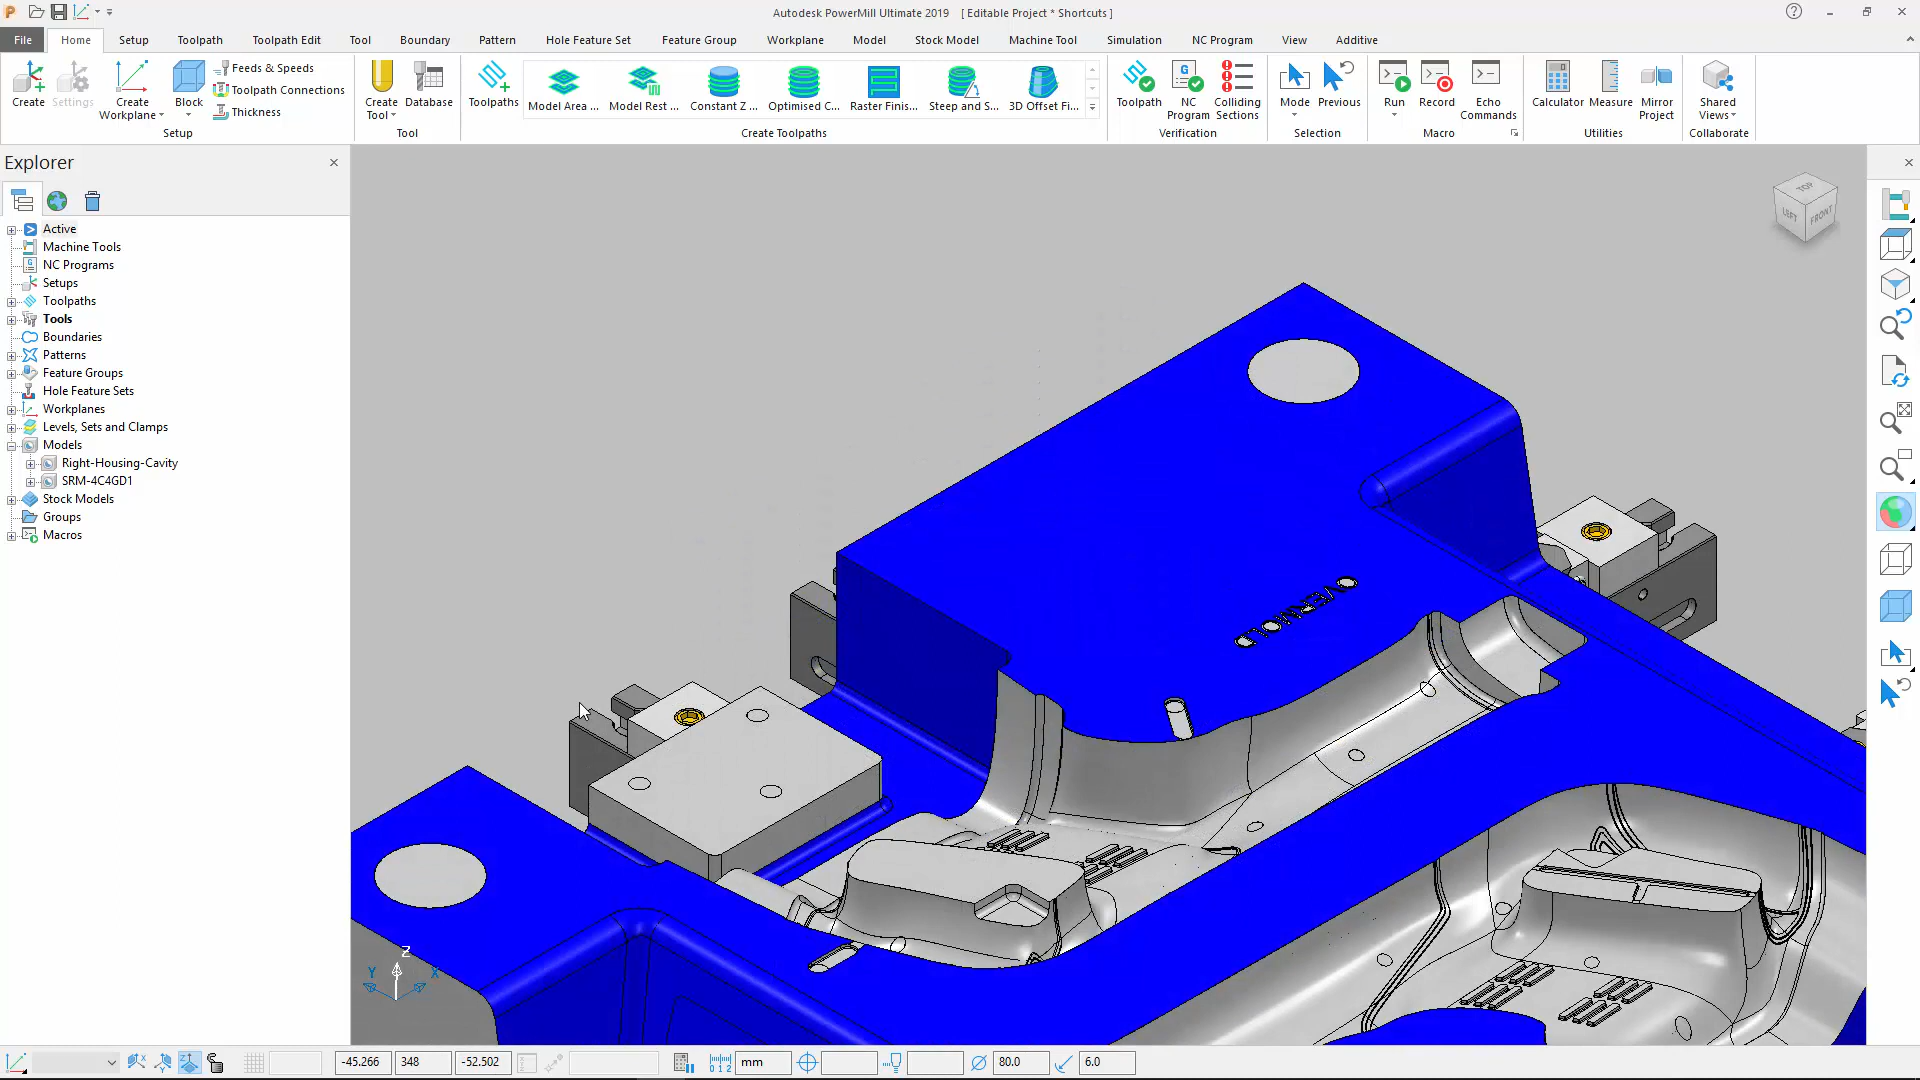 Autodesk PowerMill Ultimate 2019 [ Editable Project * Shortcuts ]
File Home Setup Toolpath Toolpath Edit Tool Boundary Pattern Hole Feature Set Feature Group Workplane Model Stock Model Machine Tool Simulation NC Program View Additive
Create
Settings
Create Workplane
Block
Feeds & Speeds
Toolpath Connections
Thickness
Setup
Create Tool
Database
Tool
Toolpaths
Model Area ...
Model Rest ...
Constant Z ...
Optimised C...
Raster Finis...
Steep and S...
3D Offset Fi...
Create Toolpaths
Toolpath
NC Program
Colliding Sections
Verification
Mode
Previous
Selection
Run
Record
Echo Commands
Macro
Calculator
Measure
Mirror Project
Utilities
Shared Views
Collaborate
Explorer
Active
Machine Tools
NC Programs
Setups
Toolpaths
Tools
Boundaries
Patterns
Feature Groups
Hole Feature Sets
Workplanes
Levels, Sets and Clamps
Models
Right-Housing-Cavity
SRM-4C4GD1
Stock Models
Groups
Macros
TOP
LEFT
FRONT
Z
Y
X
-45.266 348 -52.502 mm 80.0 6.0